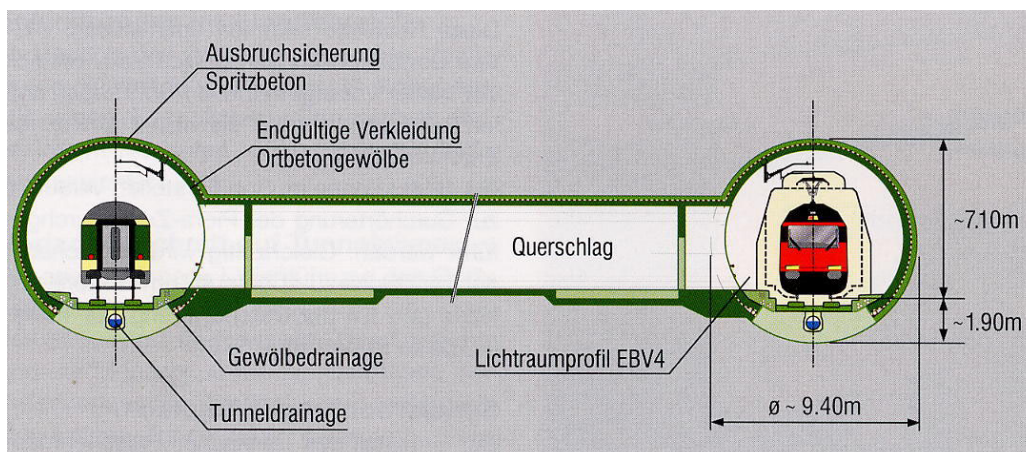 Ausbruchsicherung
Spritzbeton
Endgültige Verkleidung
Ortbetongewölbe
Querschlag
~7.10m
~1.90m
Gewölbedrainage
Lichtraumprofil EBV4
Tunneldrainage
ø ~ 9.40m